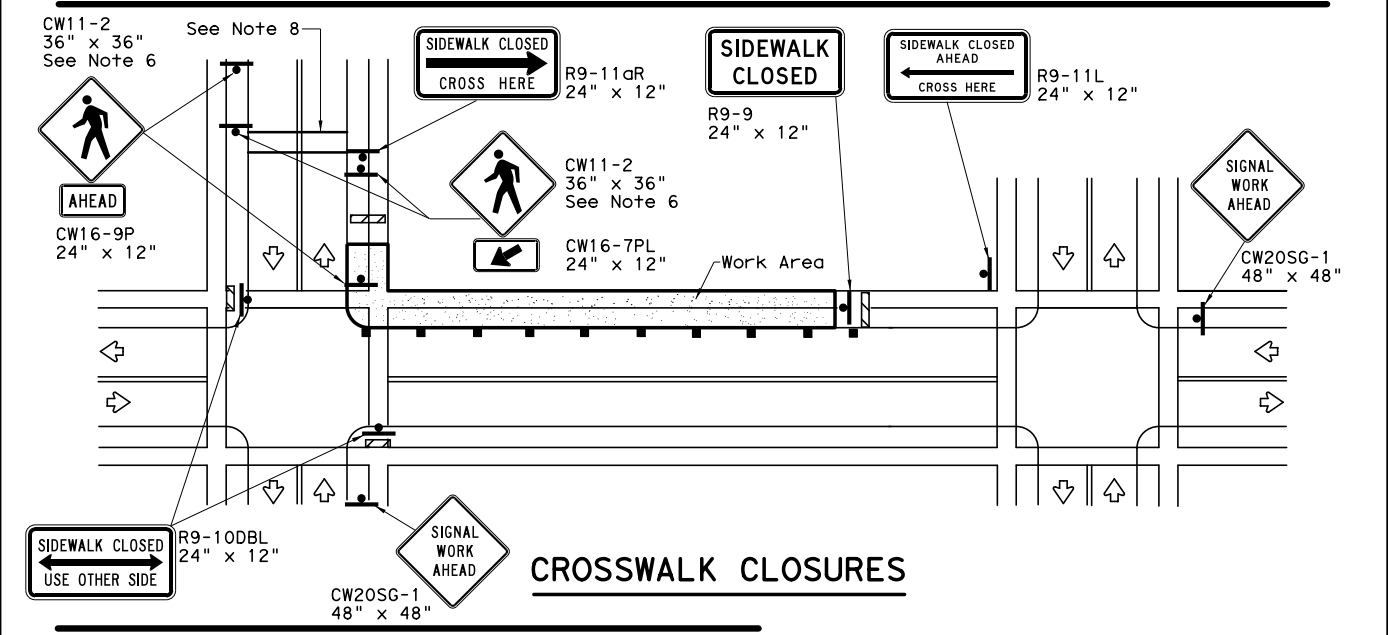 CW11-2
36" x 36"
See Note 6
See Note 8
SIDEWALK CLOSED
CROSS HERE
R9-11aR
24" x 12"
SIDEWALK
CLOSED
R9-9
24" x 12"
SIDEWALK CLOSED
AHEAD
CROSS HERE
R9-11L
24" x 12"
AHEAD
CW16-9P
24" x 12"
CW11-2
36" x 36"
See Note 6
CW16-7PL
24" x 12"
Work Area
SIGNAL
WORK
AHEAD
CW20SG-1
48" x 48"
SIDEWALK CLOSED
USE OTHER SIDE
R9-10DBL
24" x 12"
SIGNAL
WORK
AHEAD
CW20SG-1
48" x 48"
CROSSWALK CLOSURES